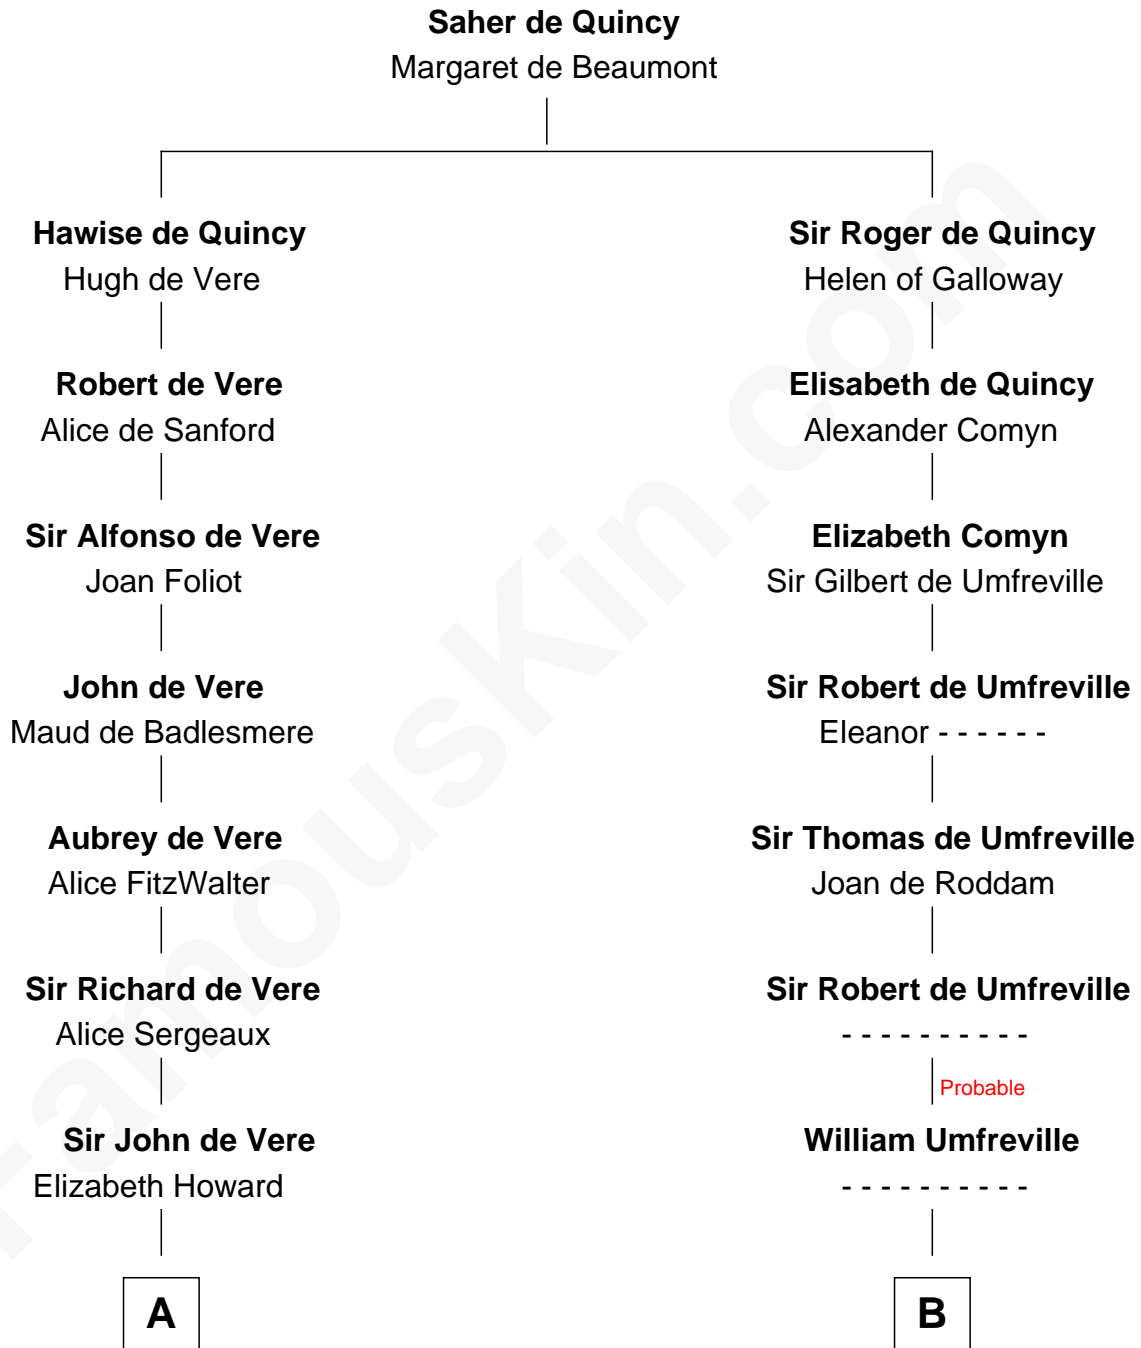 Saher de Quincy
Margaret de Beaumont
Hawise de Quincy
Hugh de Vere
Sir Roger de Quincy
Helen of Galloway
Robert de Vere
Alice de Sanford
Elisabeth de Quincy
Alexander Comyn
Sir Alfonso de Vere
Joan Foliot
Elizabeth Comyn
Sir Gilbert de Umfreville
John de Vere
Maud de Badlesmere
Sir Robert de Umfreville
Eleanor - - - - - -
Aubrey de Vere
Alice FitzWalter
Sir Thomas de Umfreville
Joan de Roddam
Sir Richard de Vere
Alice Sergeaux
Sir Robert de Umfreville
- - - - - - - - - -
Probable
Sir John de Vere
Elizabeth Howard
William Umfreville
- - - - - - - - - -
A
B
FamousKin.com